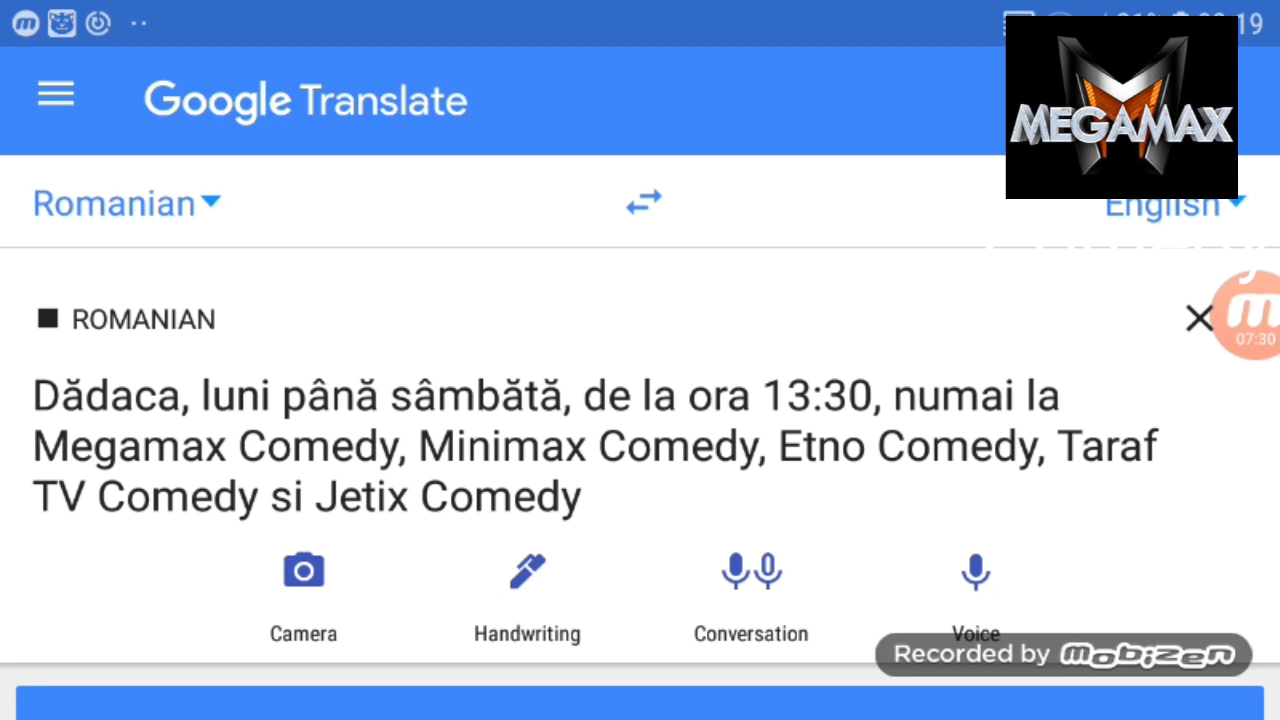 MEGAMAX
Google Translate
Romanian
English
ROMANIAN
07:30
Dădaca, luni până sâmbătă, de la ora 13:30, numai la
Megamax Comedy, Minimax Comedy, Etno Comedy, Taraf
TV Comedy si Jetix Comedy
Camera
Handwriting
Conversation
Voice
Recorded by mobizen